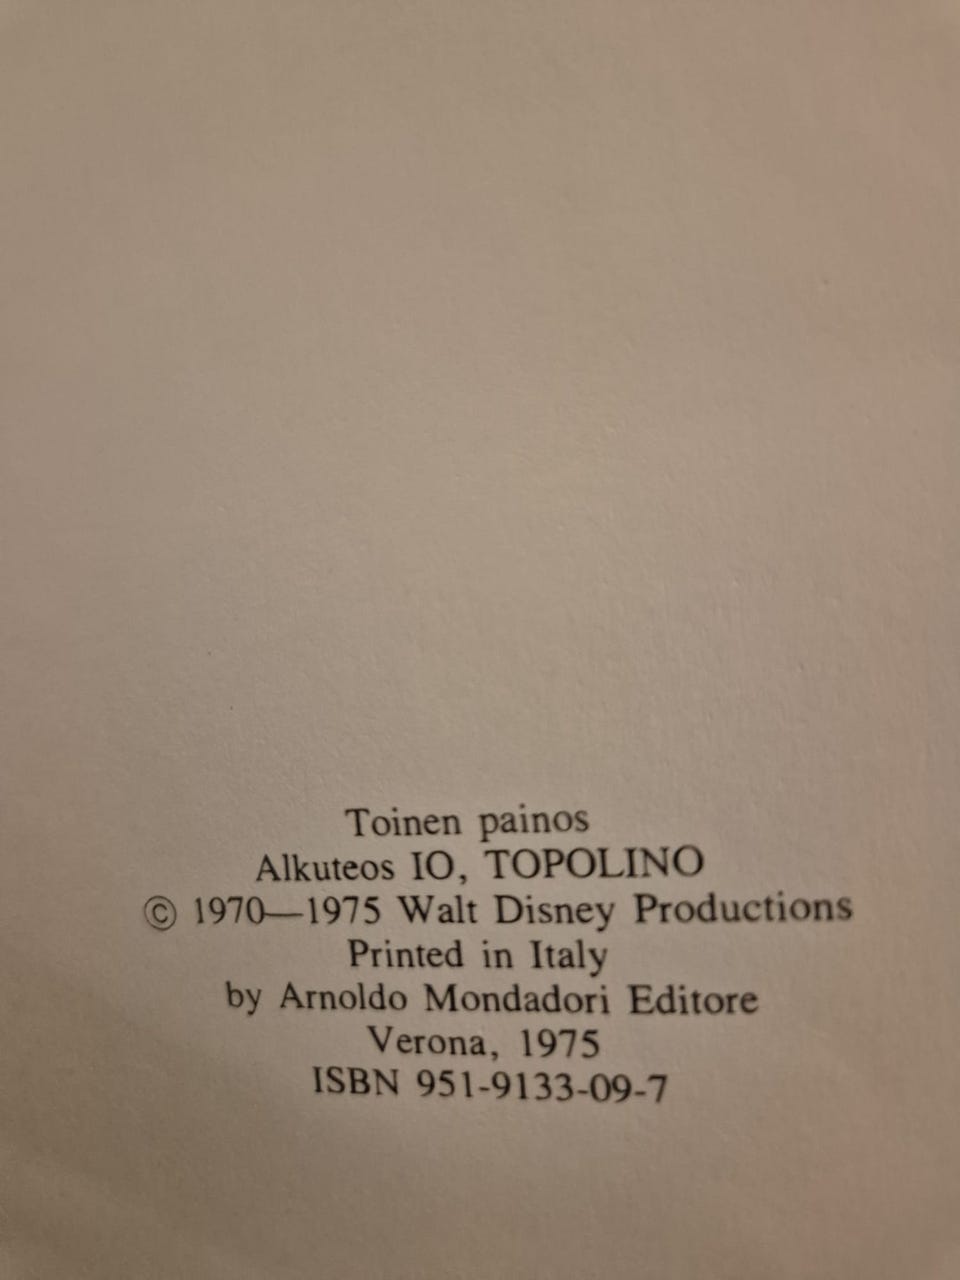 Toinen painos
Alkuteos IO, TOPOLINO
© 1970—1975 Walt Disney Productions
Printed in Italy
by Arnoldo Mondadori Editore
Verona, 1975
ISBN 951-9133-09-7